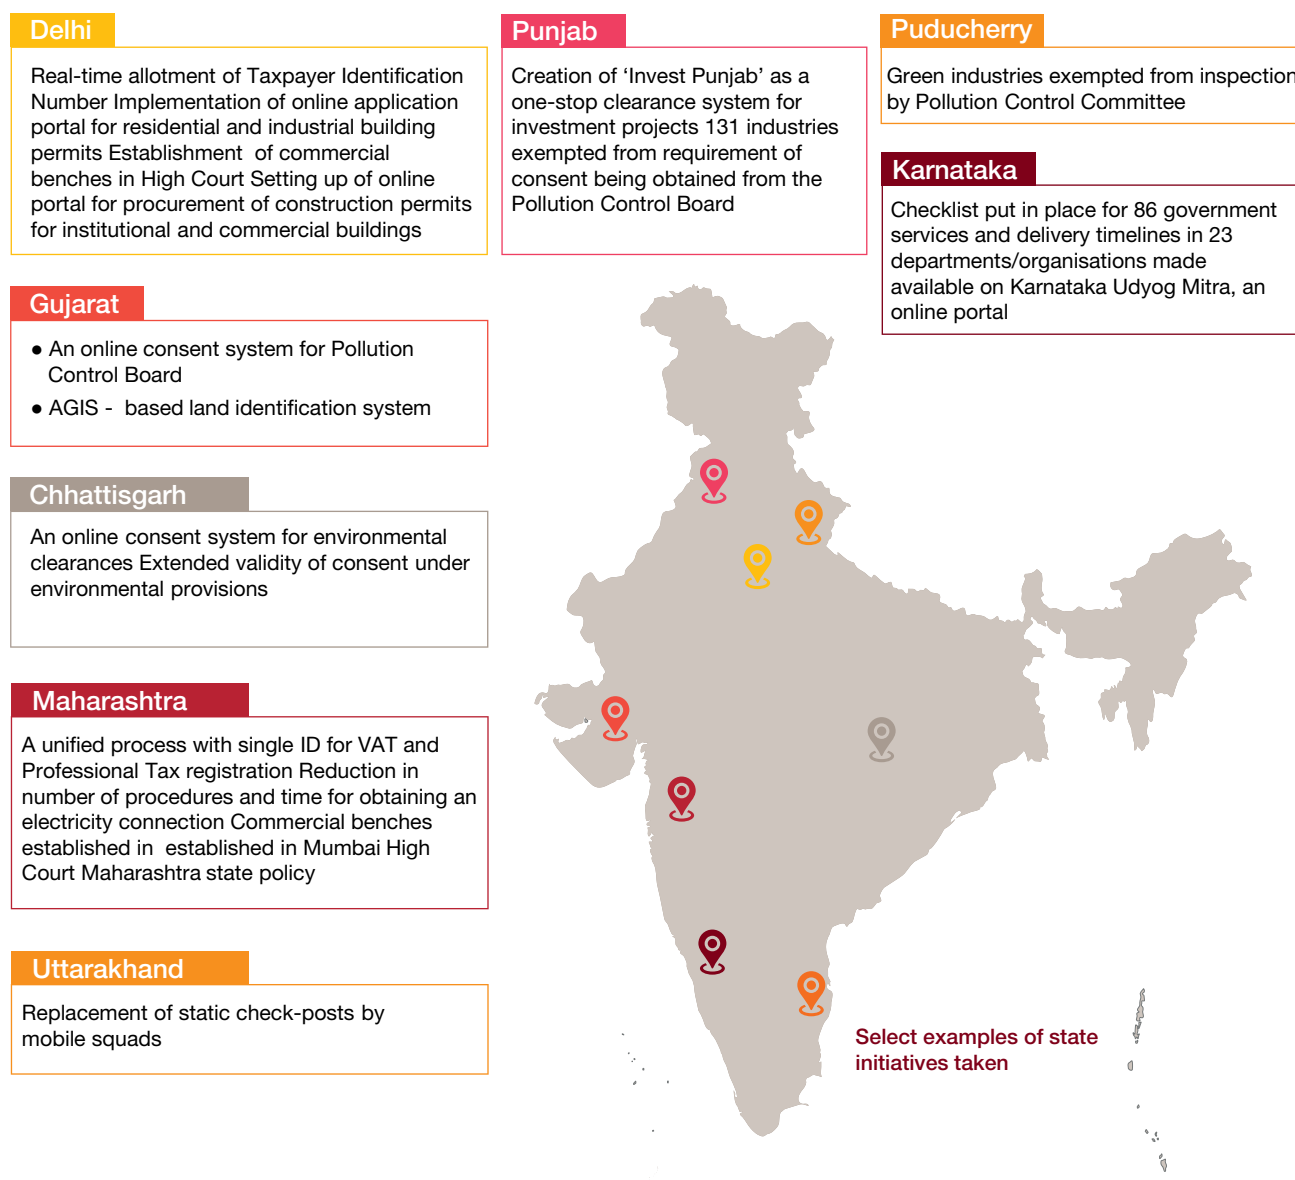 Delhi
Real-time allotment of Taxpayer Identification
Number Implementation of online application
portal for residential and industrial building
permits Establishment  of commercial
benches in High Court Setting up of online
portal for procurement of construction permits
for institutional and commercial buildings
Punjab
Creation of ‘Invest Punjab’ as a
one-stop clearance system for
investment projects 131 industries
exempted from requirement of
consent being obtained from the
Pollution Control Board
Puducherry
Green industries exempted from inspection
by Pollution Control Committee
Karnataka
Checklist put in place for 86 government
services and delivery timelines in 23
departments/organisations made
available on Karnataka Udyog Mitra, an
online portal
Gujarat
● An online consent system for Pollution
Control Board
● AGIS -  based land identification system
Chhattisgarh
An online consent system for environmental
clearances Extended validity of consent under
environmental provisions
Maharashtra
A unified process with single ID for VAT and
Professional Tax registration Reduction in
number of procedures and time for obtaining an
electricity connection Commercial benches
established in  established in Mumbai High
Court Maharashtra state policy
Uttarakhand
Replacement of static check-posts by
mobile squads
Select examples of state
initiatives taken